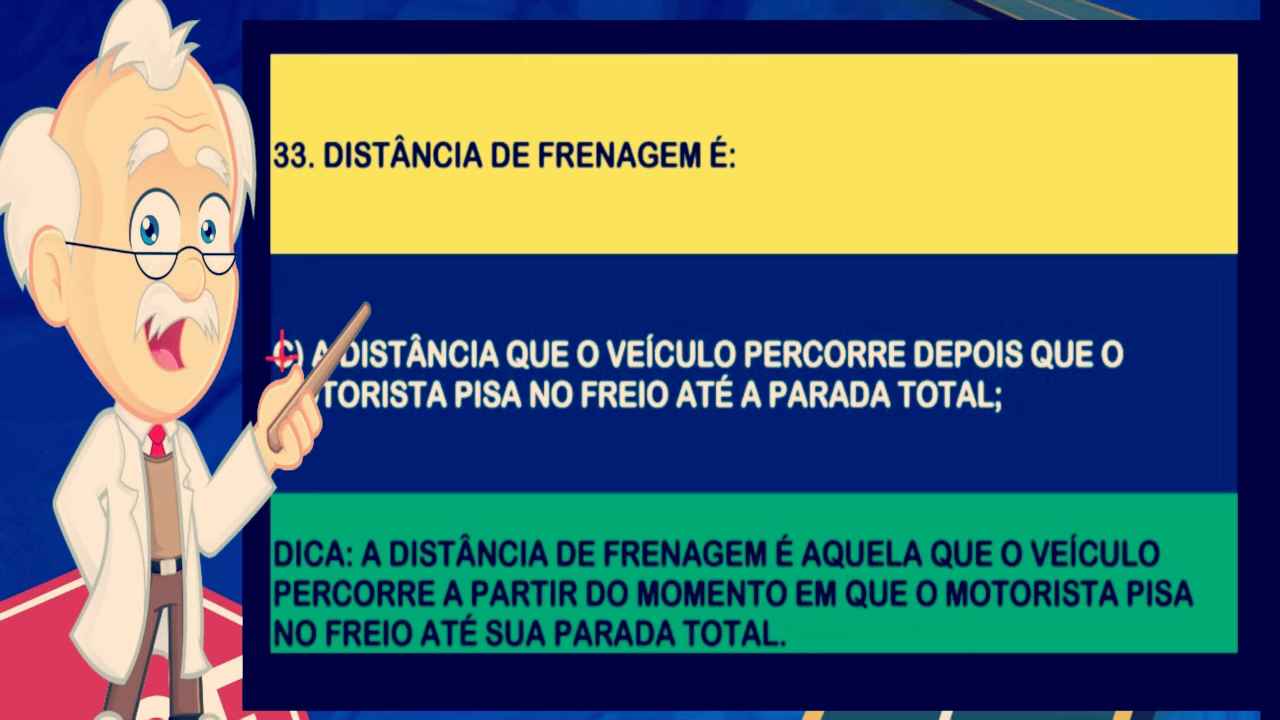 33. DISTÂNCIA DE FRENAGEM É:
C) A DISTÂNCIA QUE O VEÍCULO PERCORRE DEPOIS QUE O
MOTORISTA PISA NO FREIO ATÉ A PARADA TOTAL;
DICA: A DISTÂNCIA DE FRENAGEM É AQUELA QUE O VEÍCULO
PERCORRE A PARTIR DO MOMENTO EM QUE O MOTORISTA PISA
NO FREIO ATÉ SUA PARADA TOTAL.